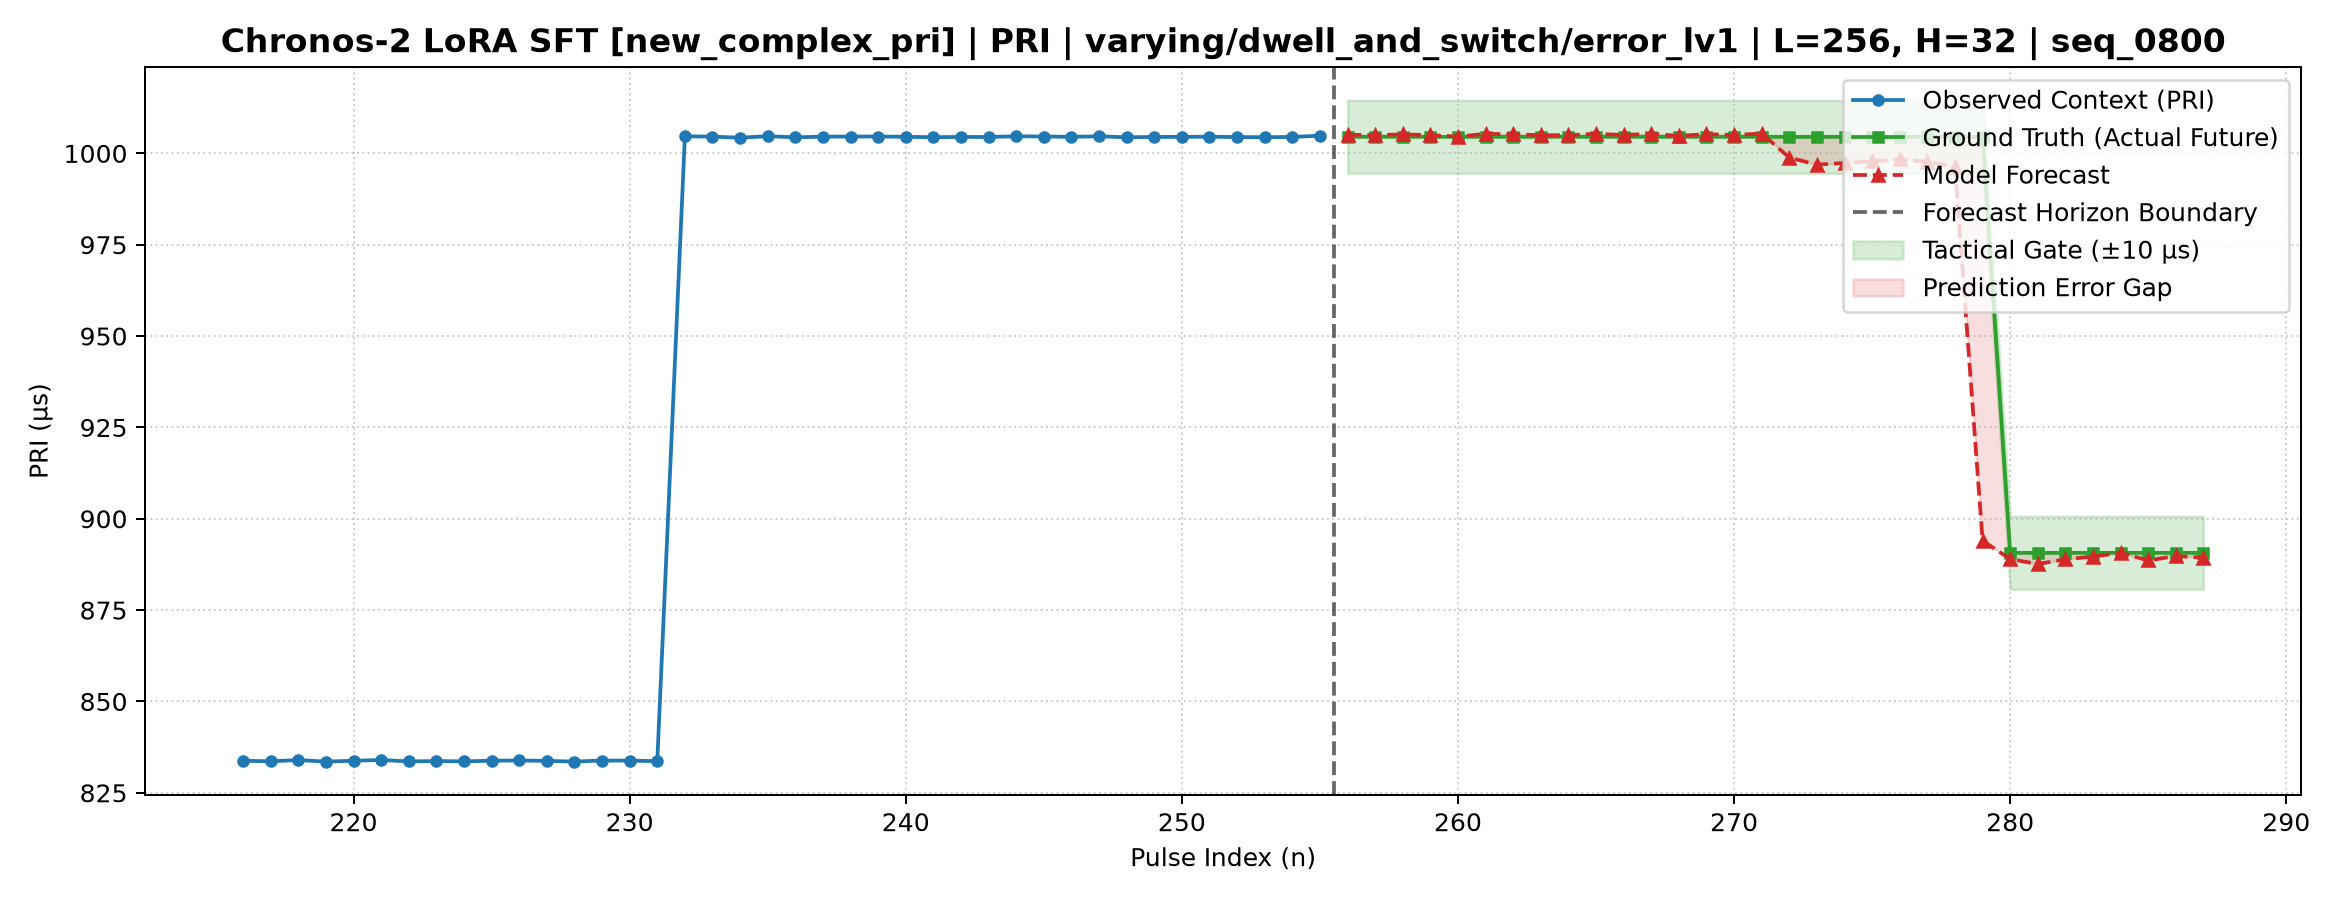 Chronos-2 LoRA SFT [new_complex_pri] | PRI | varying/dwell_and_switch/error_lv1 | L=256, H=32 | seq_0800
Observed Context (PRI)
Ground Truth (Actual Future)
Model Forecast
Forecast Horizon Boundary
Tactical Gate (±10 µs)
Prediction Error Gap
PRI (µs)
1000
975
950
925
900
875
850
825
220
230
240
250
260
270
280
290
Pulse Index (n)